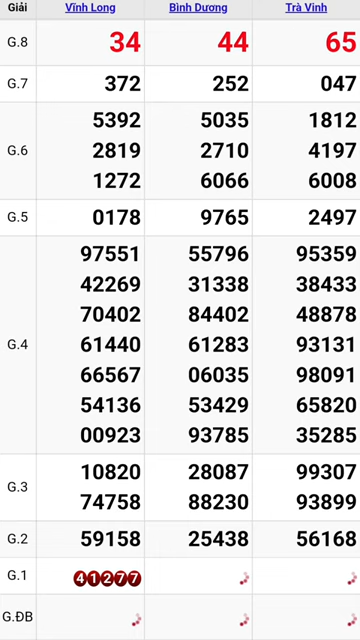 Giải Vĩnh Long Bình Dương Trà Vinh
G.8 34 44 65
G.7 372 252 047
5392 5035 1812
G.6 2819 2710 4197
1272 6066 6008
G.5 0178 9765 2497
97551 55796 95359
42269 31338 38433
70402 84402 48878
G.4 61440 61283 93131
66567 06035 98091
54136 53429 65820
00923 93785 35285
10820 28087 99307
G.3
74758 88230 93899
G.2 59158 25438 56168
G.1 41277
G.ĐB